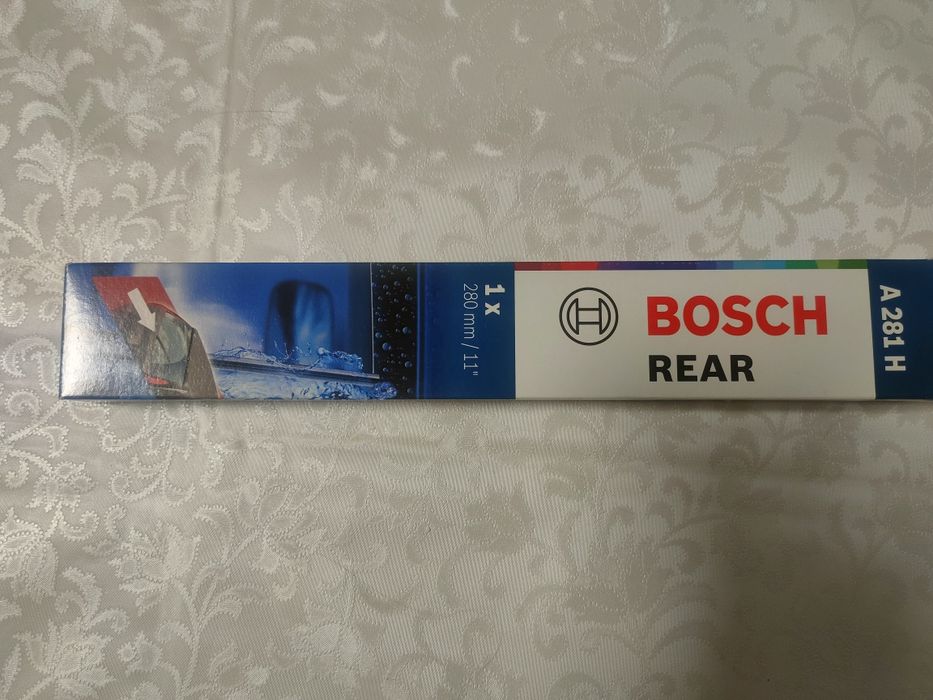 1 x
280 mm / 11"
BOSCH
REAR
A 281 H